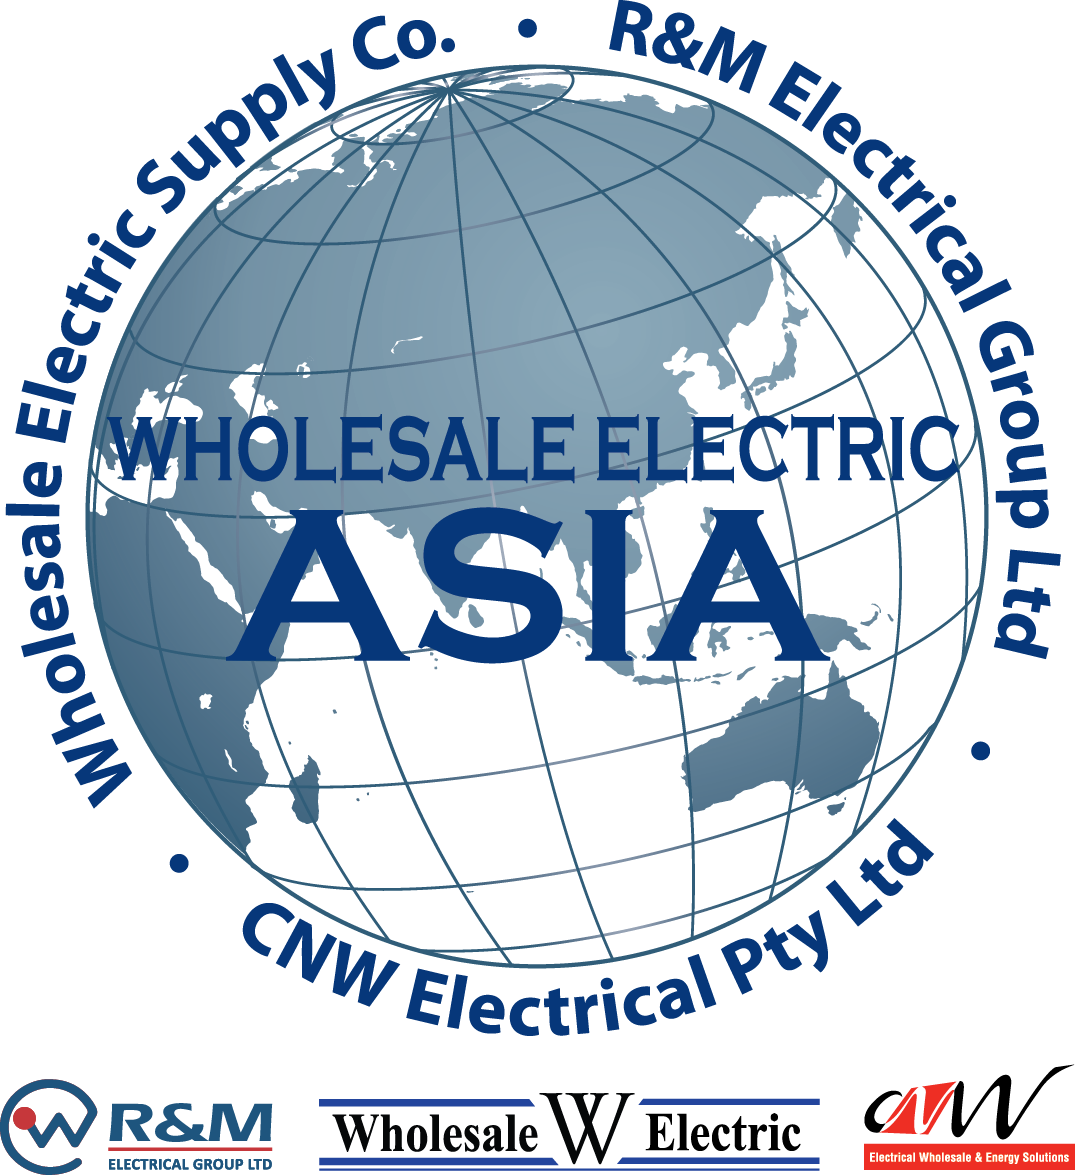 Wholesale Electric Supply Co. • R&M Electrical Group Ltd • CNW Electrical Pty Ltd •
WHOLESALE ELECTRIC
ASIA
W R&M
ELECTRICAL GROUP LTD
Wholesale W Electric
CNW
Electrical Wholesale & Energy Solutions